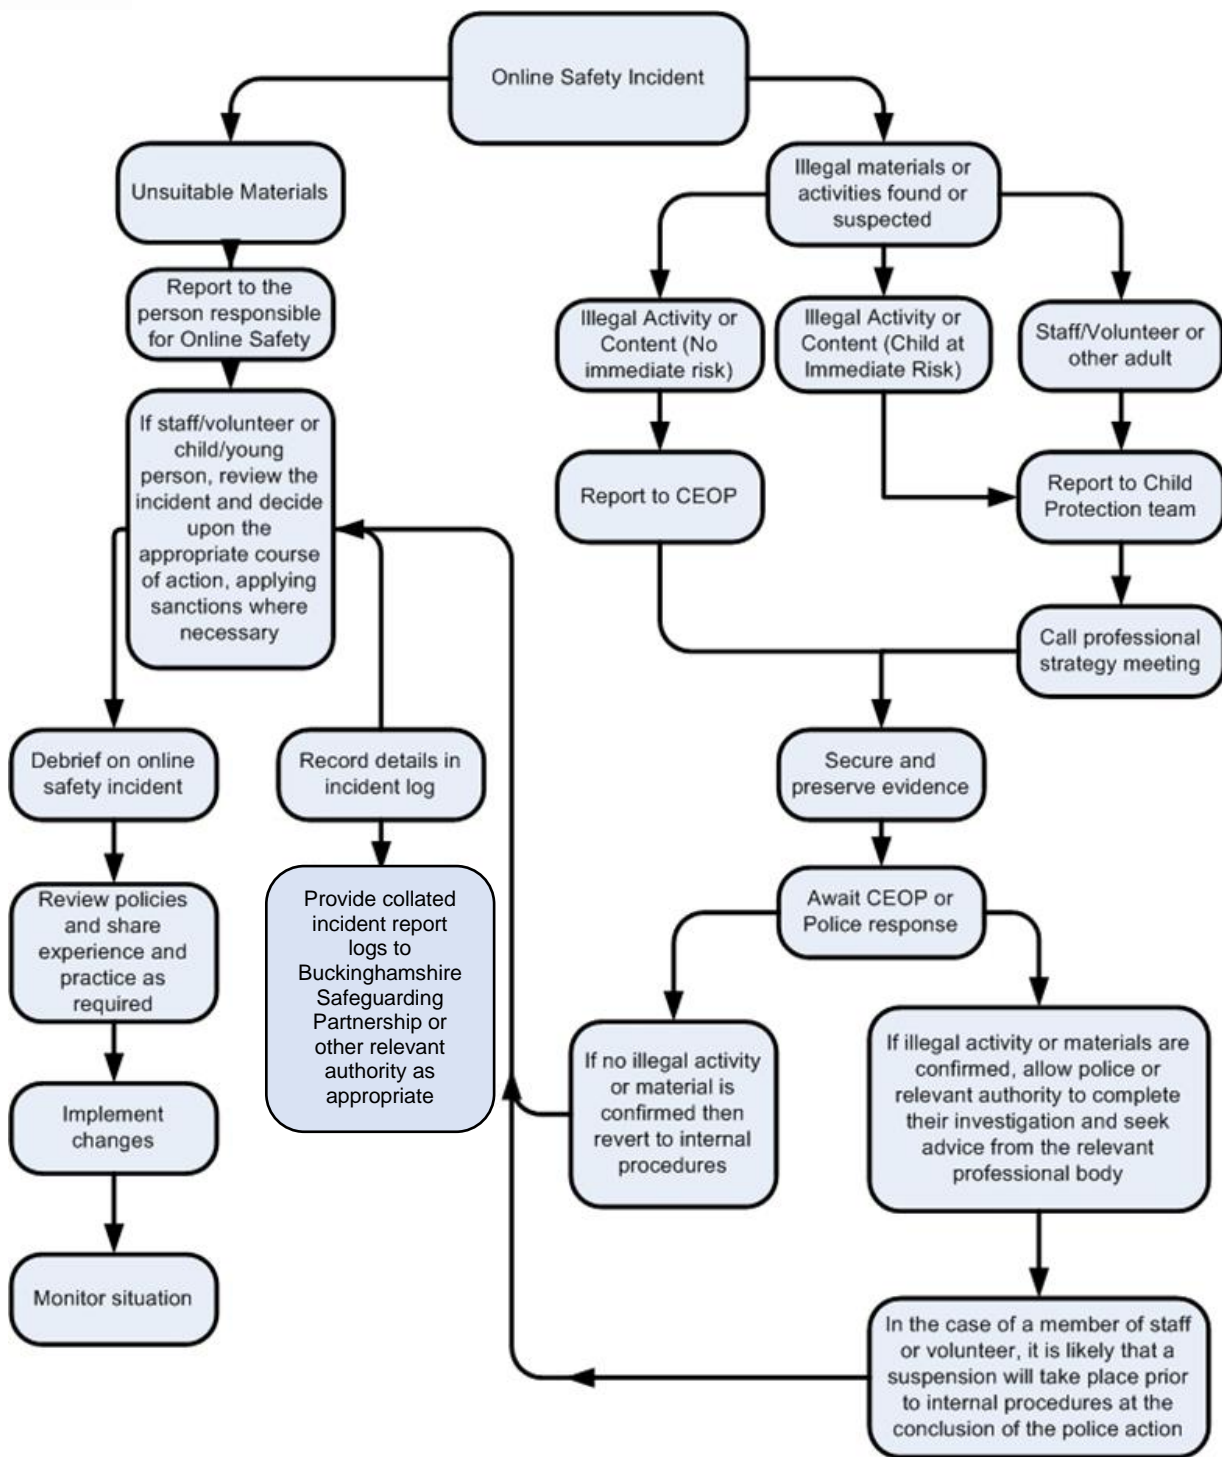 Online Safety Incident
Unsuitable Materials
Report to the
person responsible
for Online Safety
If staff/volunteer or
child/young
person, review the
incident and decide
upon the
appropriate course
of action, applying
sanctions where
necessary
Debrief on online
safety incident
Review policies
and share
experience and
practice as
required
Implement
changes
Monitor situation
Record details in
incident log
Provide collated
incident report
logs to
Buckinghamshire
Safeguarding
Partnership or
other relevant
authority as
appropriate
Illegal materials or
activities found or
suspected
Illegal Activity or
Content (No
immediate risk)
Report to CEOP
Illegal Activity or
Content (Child at
Immediate Risk)
Staff/Volunteer or
other adult
Report to Child
Protection team
Call professional
strategy meeting
Secure and
preserve evidence
Await CEOP or
Police response
If no illegal activity
or material is
confirmed then
revert to internal
procedures
If illegal activity or materials are
confirmed, allow police or
relevant authority to complete
their investigation and seek
advice from the relevant
professional body
In the case of a member of staff
or volunteer, it is likely that a
suspension will take place prior
to internal procedures at the
conclusion of the police action